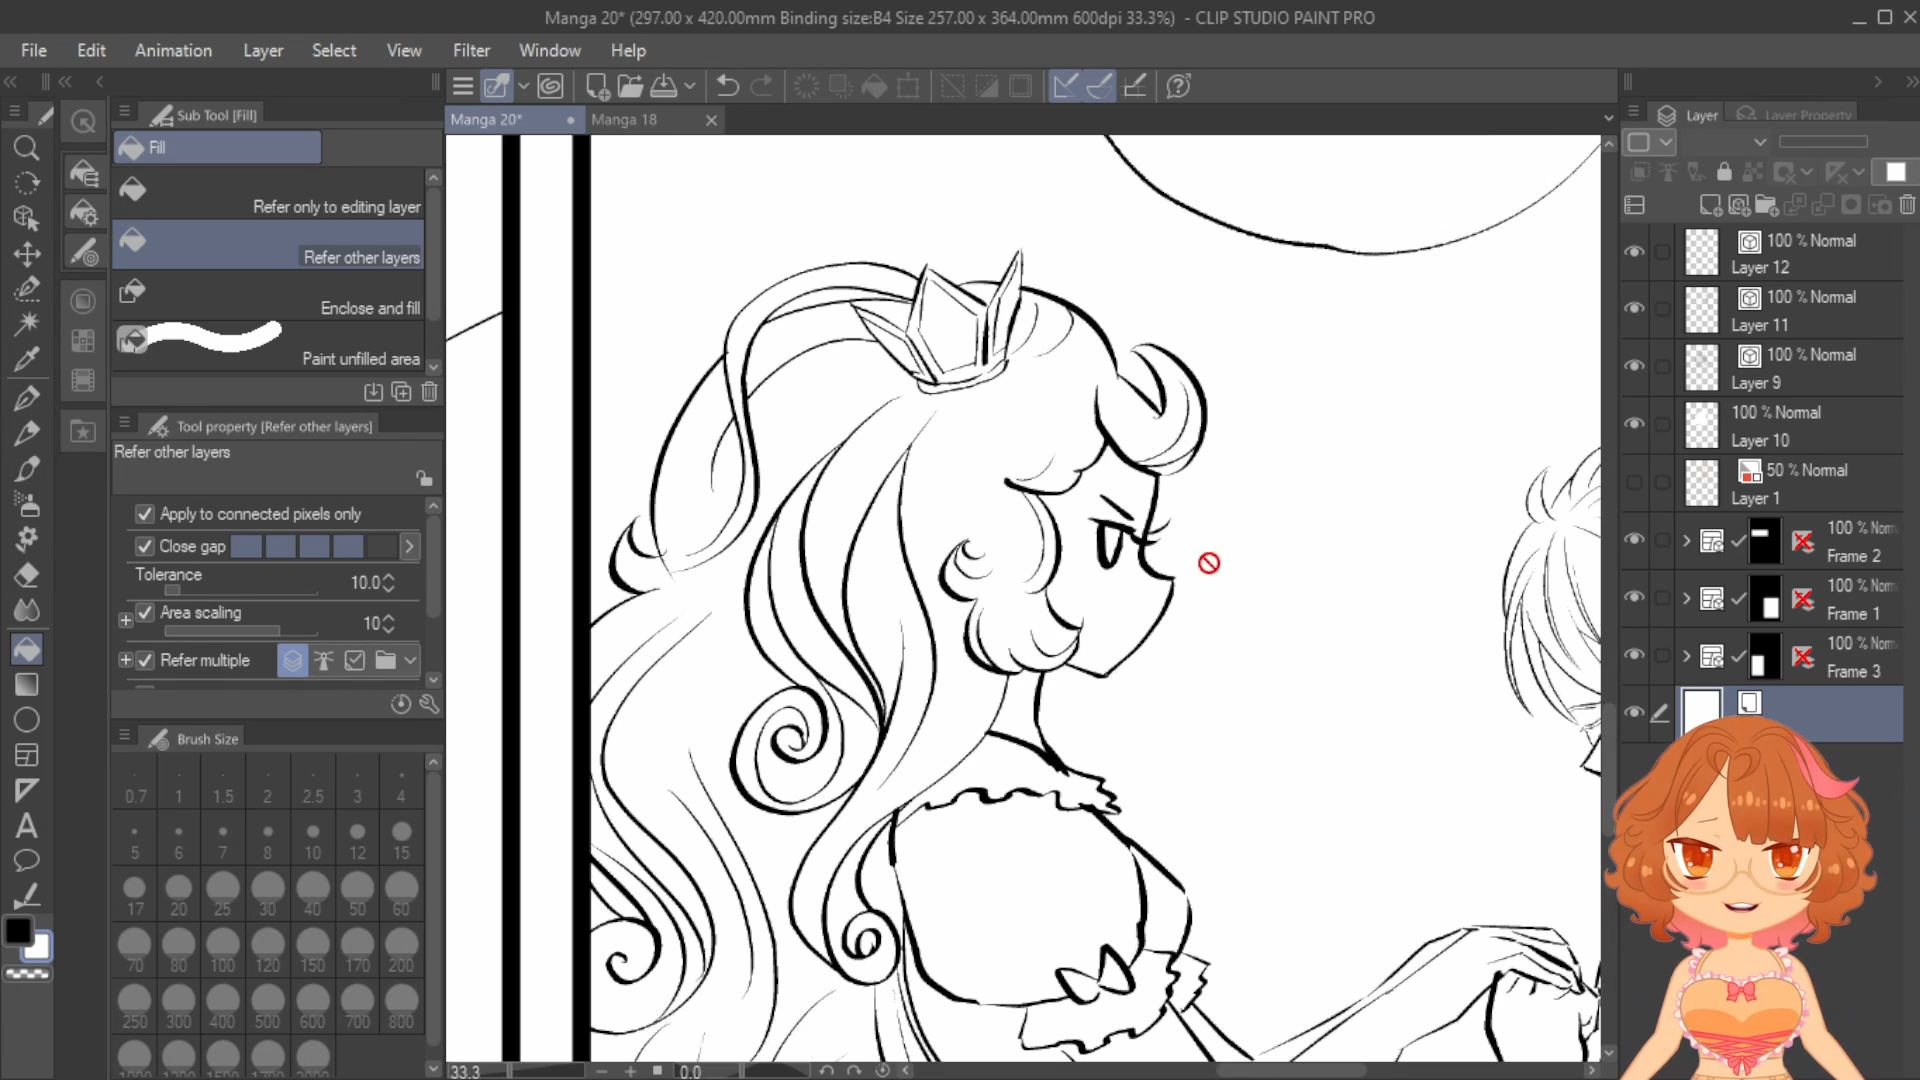 Manga 20* (297.00 x 420.00mm Binding size:B4 Size 257.00 x 364.00mm 600dpi 33.3%) - CLIP STUDIO PAINT PRO
File Edit Animation Layer Select View Filter Window Help
Sub Tool [Fill]
Manga 20*
Manga 18
Layer
Layer Property
Fill
Refer only to editing layer
Refer other layers
Enclose and fill
Paint unfilled area
Tool property [Refer other layers]
Refer other layers
Apply to connected pixels only
Close gap
Tolerance 10.0
Area scaling 10
Refer multiple
Brush Size
0.7 1 1.5 2 2.5 3 4
5 6 7 8 10 12 15
17 20 25 30 40 50 60
70 80 100 120 150 170 200
250 300 400 500 600 700 800
100 % Normal
Layer 12
100 % Normal
Layer 11
100 % Normal
Layer 9
100 % Normal
Layer 10
50 % Normal
Layer 1
100 % Norm
Frame 2
100 % Norm
Frame 1
100 % Norm
Frame 3
33.3
0.0